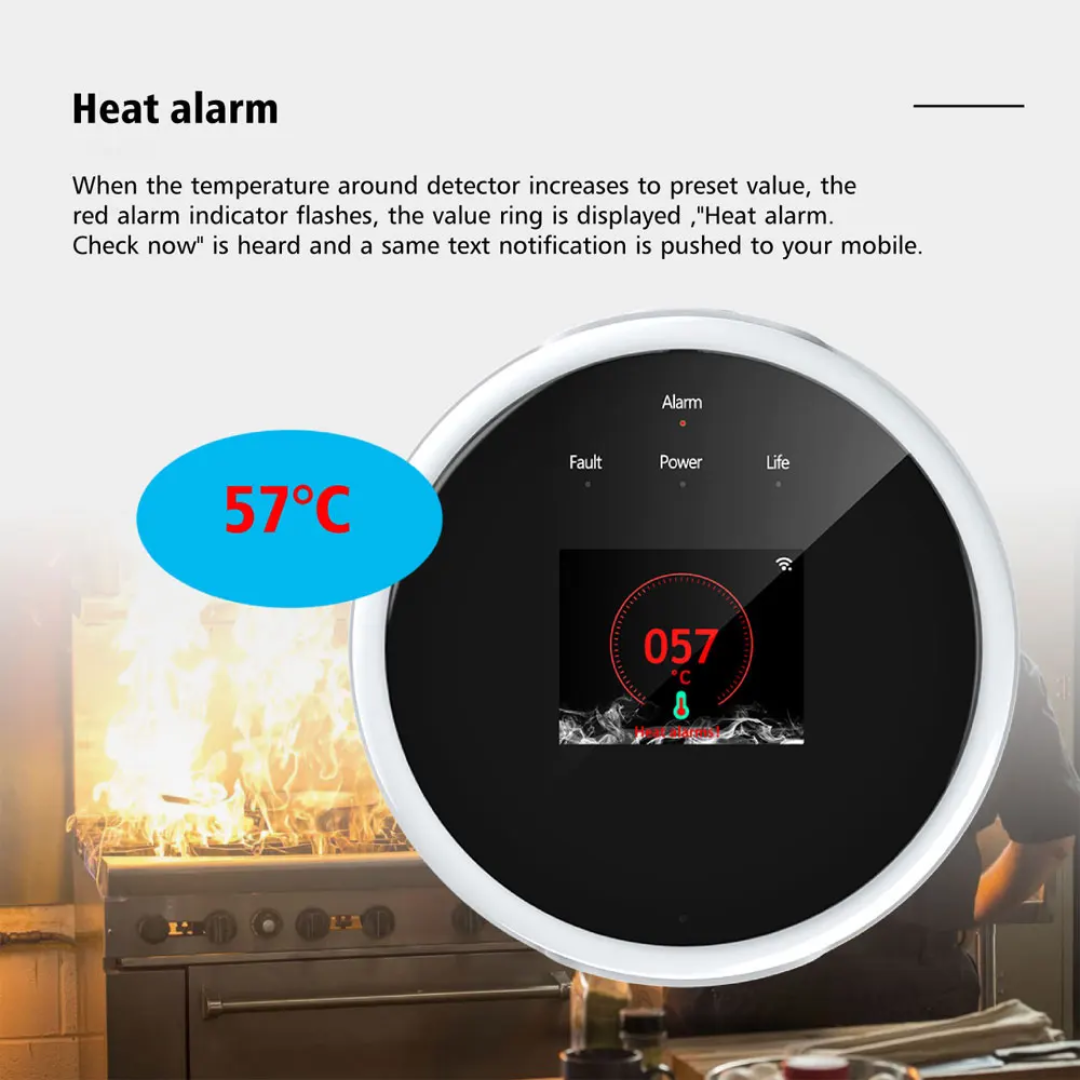 Heat alarm
When the temperature around detector increases to preset value, the
red alarm indicator flashes, the value ring is displayed ,"Heat alarm.
Check now" is heard and a same text notification is pushed to your mobile.
Alarm
Fault Power Life
57°C
057
°C
Heat alarms!